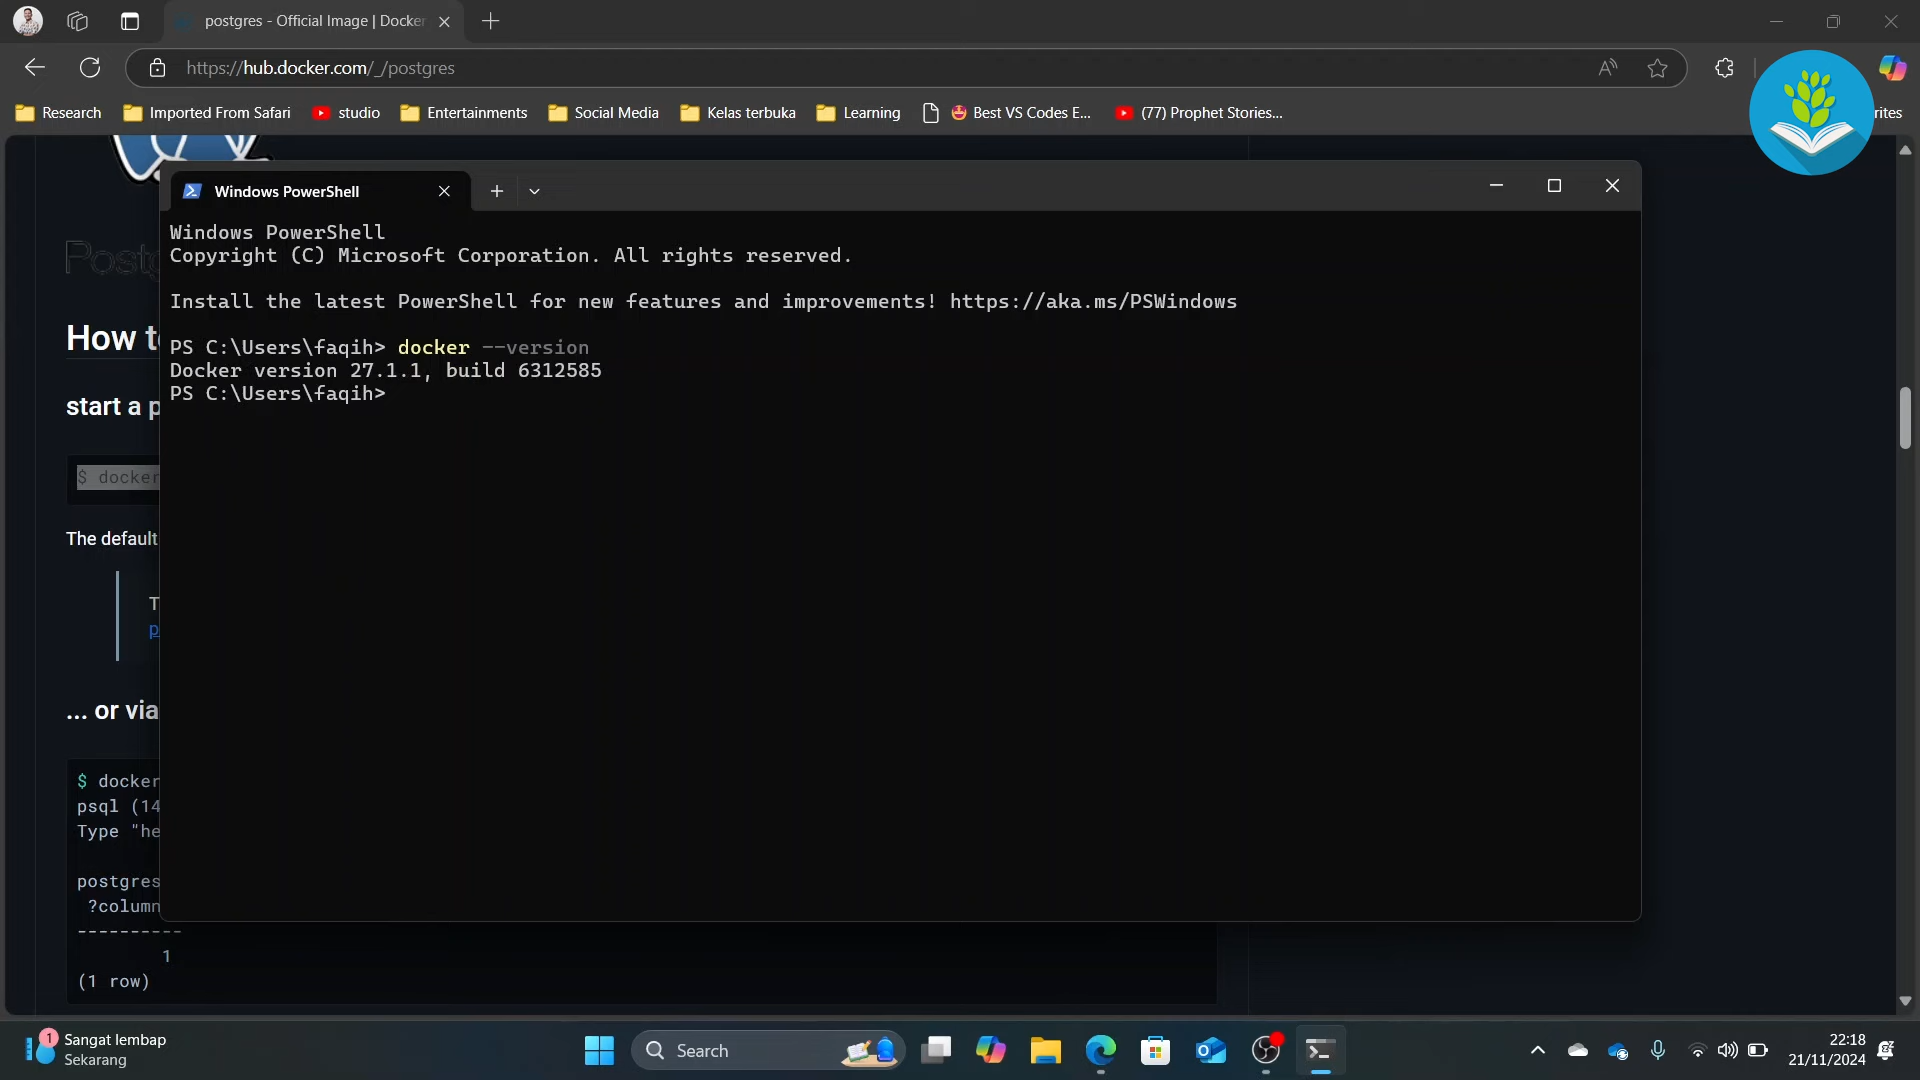 postgres - Official Image | Docker
https://hub.docker.com/_/postgres
Research
Imported From Safari
studio
Entertainments
Social Media
Kelas terbuka
Learning
Best VS Codes E...
(77) Prophet Stories...
rites
Windows PowerShell
Windows PowerShell
Copyright (C) Microsoft Corporation. All rights reserved.
Install the latest PowerShell for new features and improvements! https://aka.ms/PSWindows
PS C:\Users\faqih> docker --version
Docker version 27.1.1, build 6312585
PS C:\Users\faqih>
Postg
How to
start a p
$ docker
The default
T
p
... or via
$ docker
psql (14
Type "he
postgres
?column
----------
1
(1 row)
1
Sangat lembap
Sekarang
Search
22:18
21/11/2024